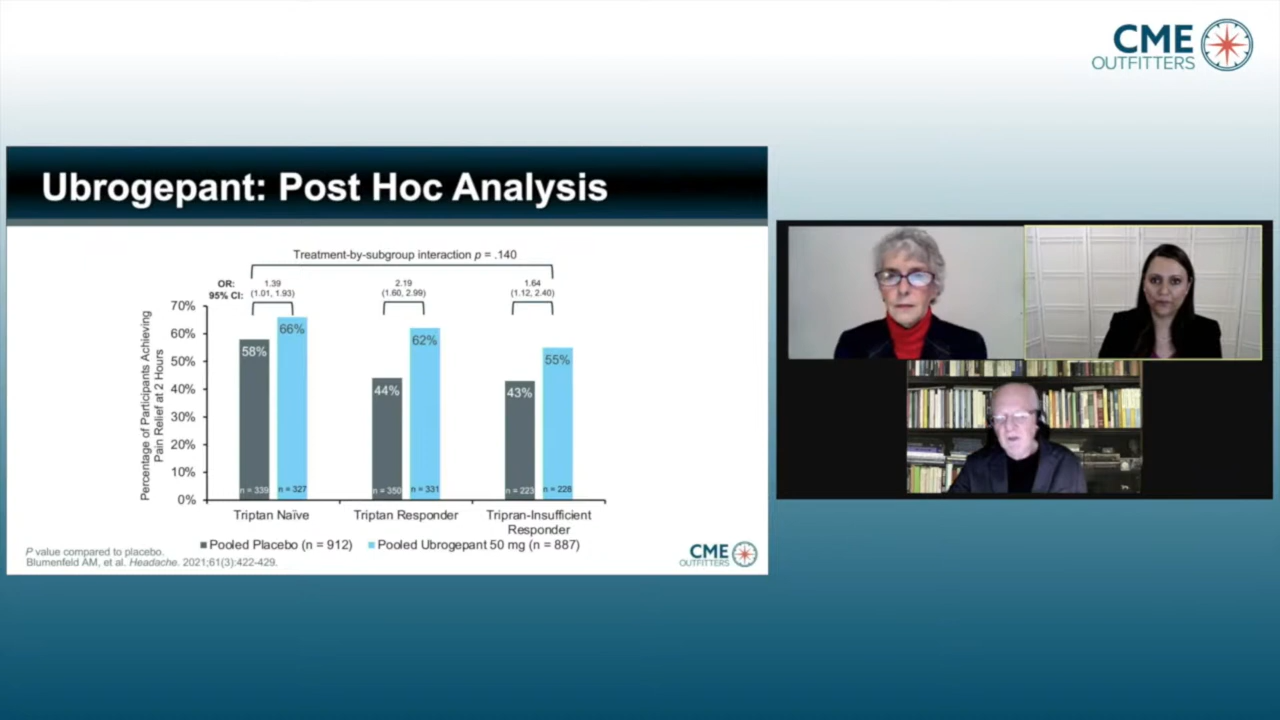 CME
OUTFITTERS
Ubrogepant: Post Hoc Analysis
Treatment-by-subgroup interaction p = .140
OR: 1.39 2.19 1.64
95% CI: (1.01, 1.93) (1.60, 2.99) (1.12, 2.40)
Percentage of Participants Achieving
Pain Relief at 2 Hours
70%
60%
50%
40%
30%
20%
10%
0%
58% 66% 44% 62% 43% 55%
n = 339 n = 327 n = 350 n = 331 n = 223 n = 228
Triptan Naïve Triptan Responder Tripran-Insufficient
Responder
Pooled Placebo (n = 912) Pooled Ubrogepant 50 mg (n = 887)
P value compared to placebo.
Blumenfeld AM, et al. Headache. 2021;61(3):422-429.
CME
OUTFITTERS